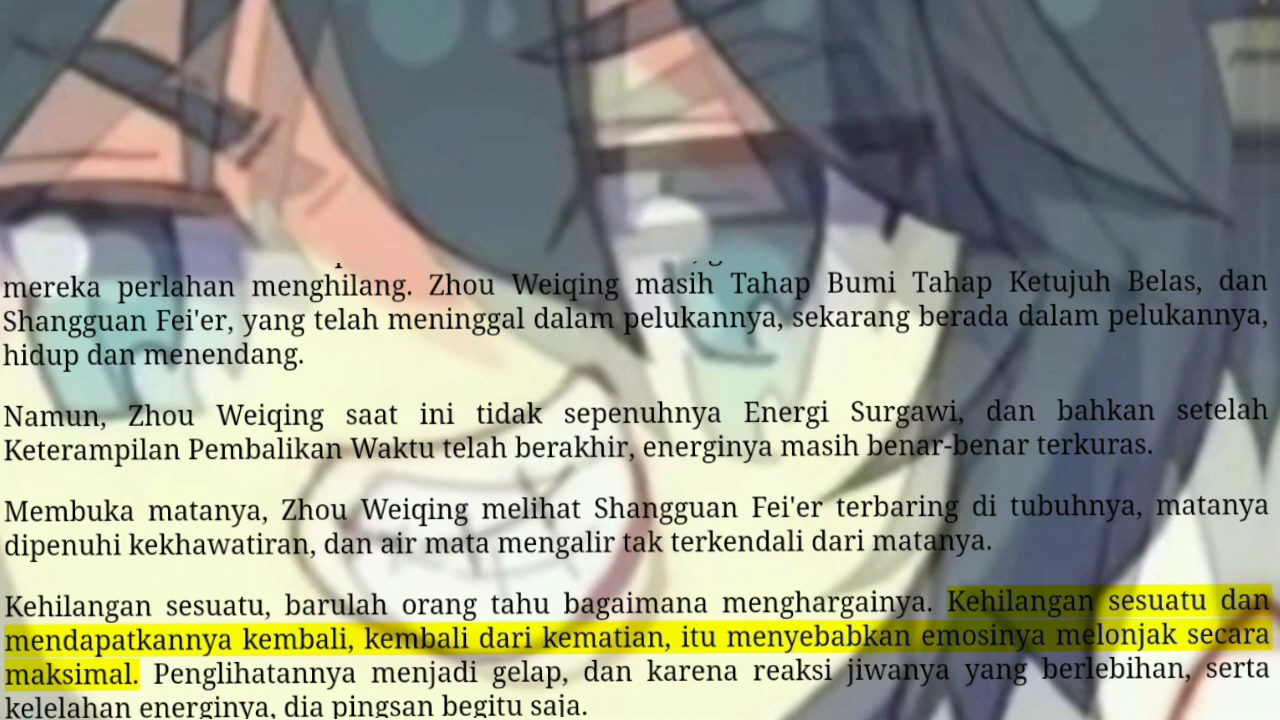 mereka perlahan menghilang. Zhou Weiqing masih Tahap Bumi Tahap Ketujuh Belas, dan
Shangguan Fei'er, yang telah meninggal dalam pelukannya, sekarang berada dalam pelukannya,
hidup dan menendang.
Namun, Zhou Weiqing saat ini tidak sepenuhnya Energi Surgawi, dan bahkan setelah
Keterampilan Pembalikan Waktu telah berakhir, energinya masih benar-benar terkuras.
Membuka matanya, Zhou Weiqing melihat Shangguan Fei'er terbaring di tubuhnya, matanya
dipenuhi kekhawatiran, dan air mata mengalir tak terkendali dari matanya.
Kehilangan sesuatu, barulah orang tahu bagaimana menghargainya. Kehilangan sesuatu dan
mendapatkannya kembali, kembali dari kematian, itu menyebabkan emosinya melonjak secara
maksimal. Penglihatannya menjadi gelap, dan karena reaksi jiwanya yang berlebihan, serta
kelelahan energinya, dia pingsan begitu saja.